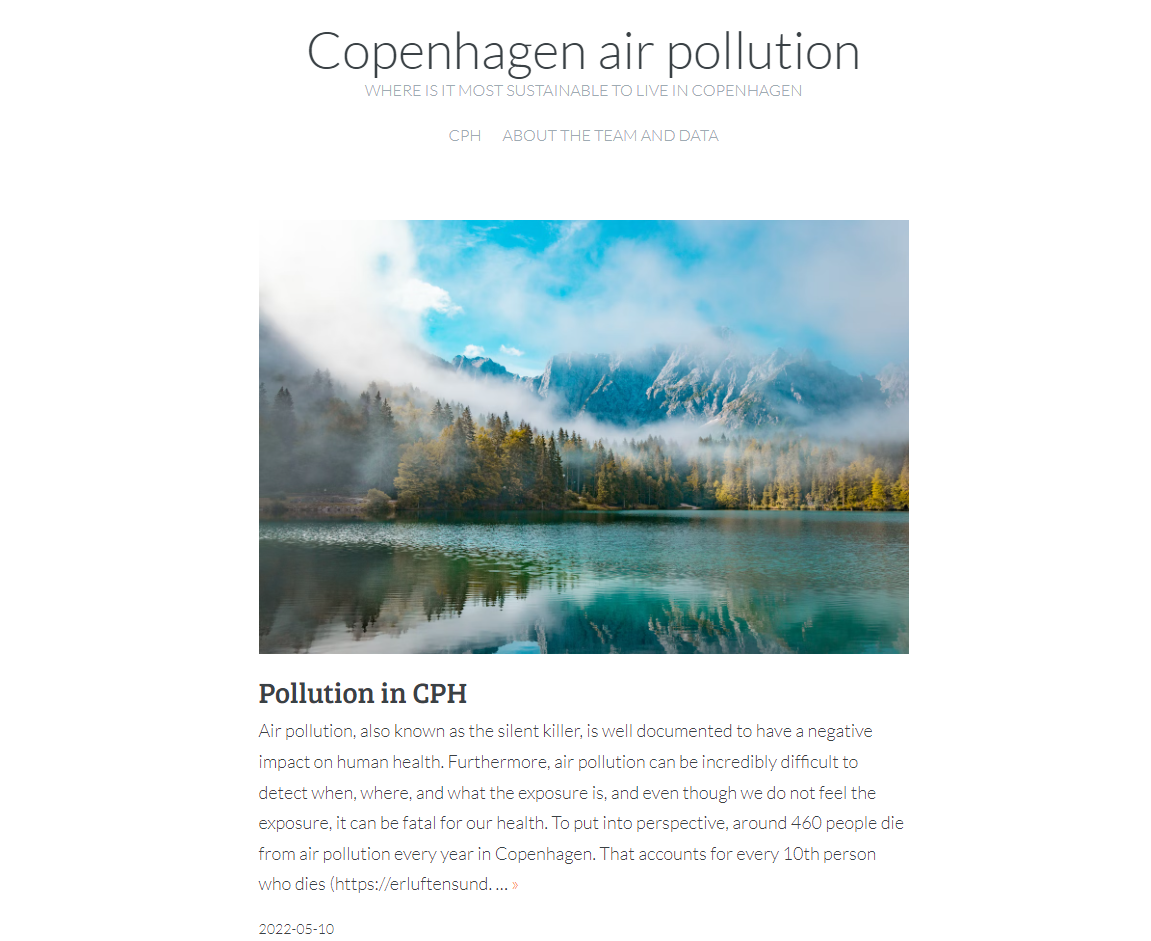 Copenhagen air pollution
WHERE IS IT MOST SUSTAINABLE TO LIVE IN COPENHAGEN
CPH ABOUT THE TEAM AND DATA
Pollution in CPH
Air pollution, also known as the silent killer, is well documented to have a negative
impact on human health. Furthermore, air pollution can be incredibly difficult to
detect when, where, and what the exposure is, and even though we do not feel the
exposure, it can be fatal for our health. To put into perspective, around 460 people die
from air pollution every year in Copenhagen. That accounts for every 10th person
who dies (https://erluftensund. ... »
2022-05-10